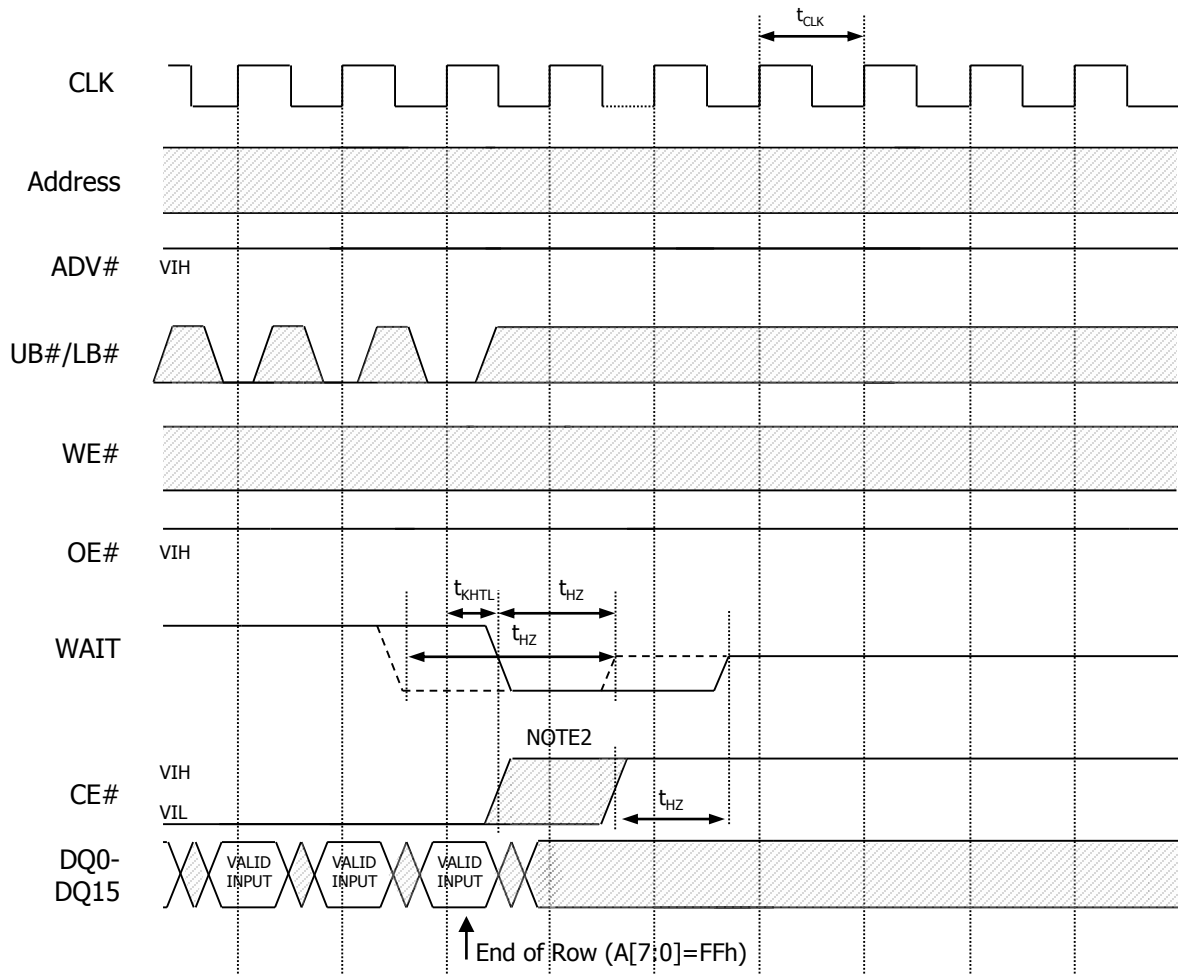 tCLK
CLK
Address
ADV#
VIH
UB#/LB#
WE#
OE#
VIH
tKHTL
tHZ
tHZ
WAIT
NOTE2
VIH
CE#
VIL
tHZ
DQ0-
DQ15
VALID
INPUT
VALID
INPUT
VALID
INPUT
End of Row (A[7:0]=FFh)